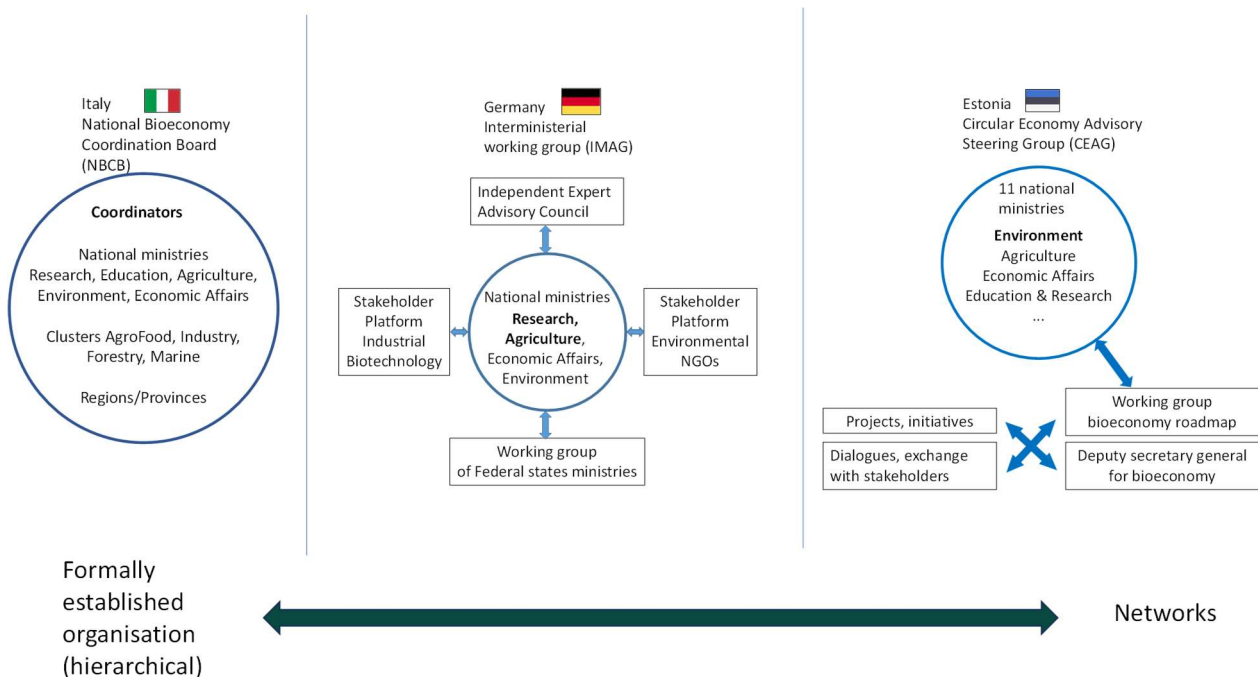 Italy
National Bioeconomy
Coordination Board
(NBCB)
Coordinators
National ministries
Research, Education, Agriculture,
Environment, Economic Affairs
Clusters AgroFood, Industry,
Forestry, Marine
Regions/Provinces
Germany
Interministerial
working group (IMAG)
Independent Expert
Advisory Council
Stakeholder
Platform
Industrial
Biotechnology
National ministries
Research,
Agriculture,
Economic Affairs,
Environment
Stakeholder
Platform
Environmental
NGOs
Working group
of Federal states ministries
Estonia
Circular Economy Advisory
Steering Group (CEAG)
11 national
ministries
Environment
Agriculture
Economic Affairs
Education & Research
...
Projects, initiatives
Dialogues, exchange
with stakeholders
Working group
bioeconomy roadmap
Deputy secretary general
for bioeconomy
Formally
established
organisation
(hierarchical)
Networks